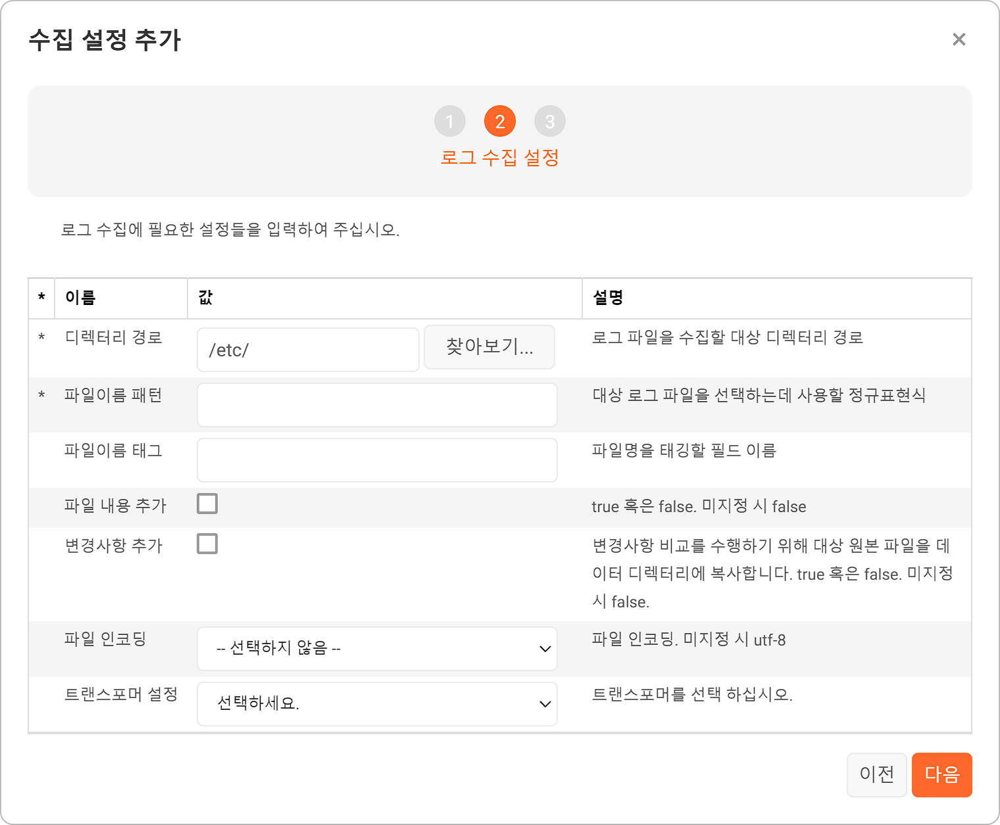 수집 설정 추가
×
1 2 3
로그 수집 설정
로그 수집에 필요한 설정들을 입력하여 주십시오.
* 이름 값 설명
* 디렉터리 경로 /etc/ 찾아보기... 로그 파일을 수집할 대상 디렉터리 경로
* 파일이름 패턴 대상 로그 파일을 선택하는데 사용할 정규표현식
파일이름 태그 파일명을 태깅할 필드 이름
파일 내용 추가 true 혹은 false. 미지정 시 false
변경사항 추가 변경사항 비교를 수행하기 위해 대상 원본 파일을 데
이터 디렉터리에 복사합니다. true 혹은 false. 미지정
시 false.
파일 인코딩 -- 선택하지 않음 -- 파일 인코딩. 미지정 시 utf-8
트랜스포머 설정 선택하세요. 트랜스포머를 선택 하십시오.
이전 다음